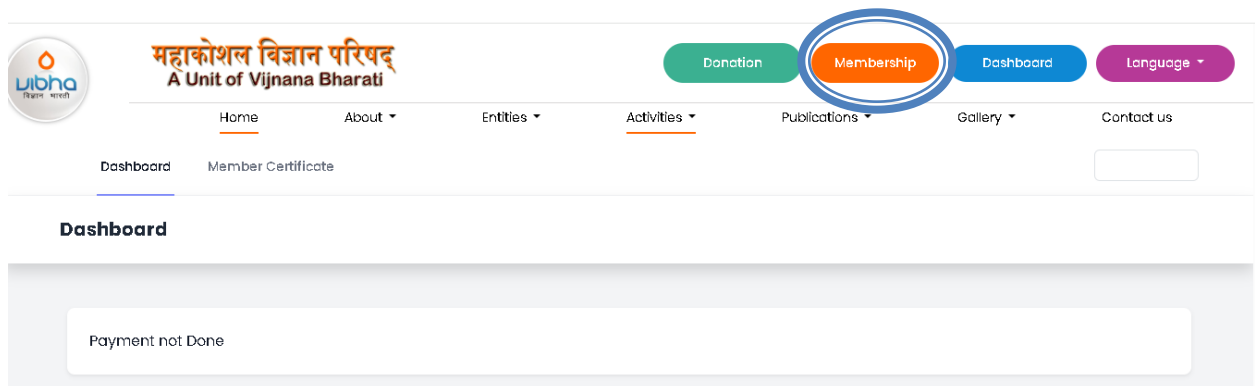 vibha
विज्ञान भारती
महाकोशल विज्ञान परिषद्
A Unit of Vijnana Bharati
Donation Membership Dashboard Language
Home About Entities Activities Publications Gallery Contact us
Dashboard Member Certificate
Dashboard
Payment not Done